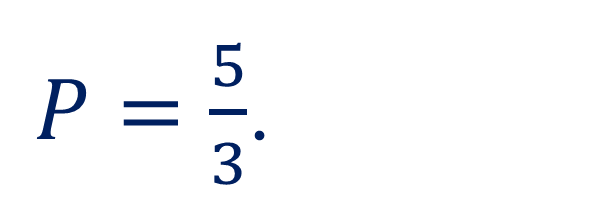 P = 5/3.